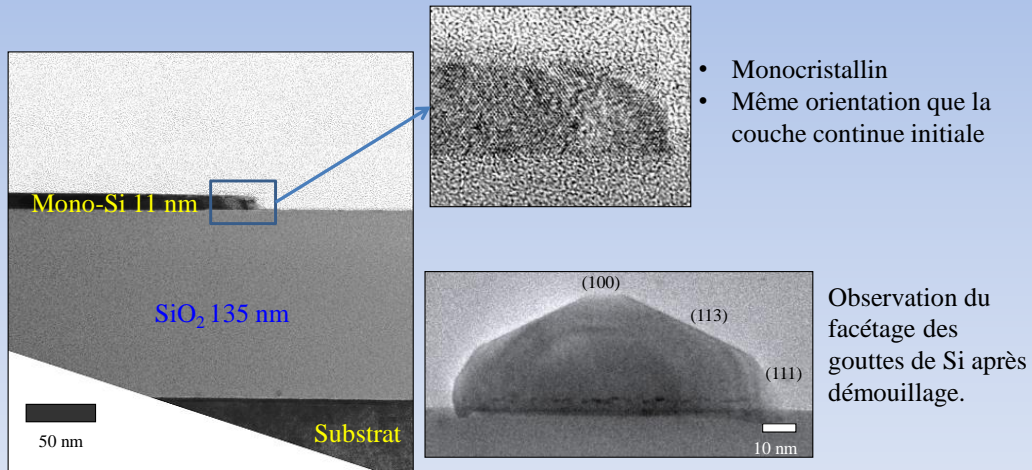 Mono-Si 11 nm
SiO₂ 135 nm
Substrat
50 nm
• Monocristallin
• Même orientation que la
couche continue initiale
(100)
(113)
(111)
10 nm
Observation du
facétage des
gouttes de Si après
démouillage.